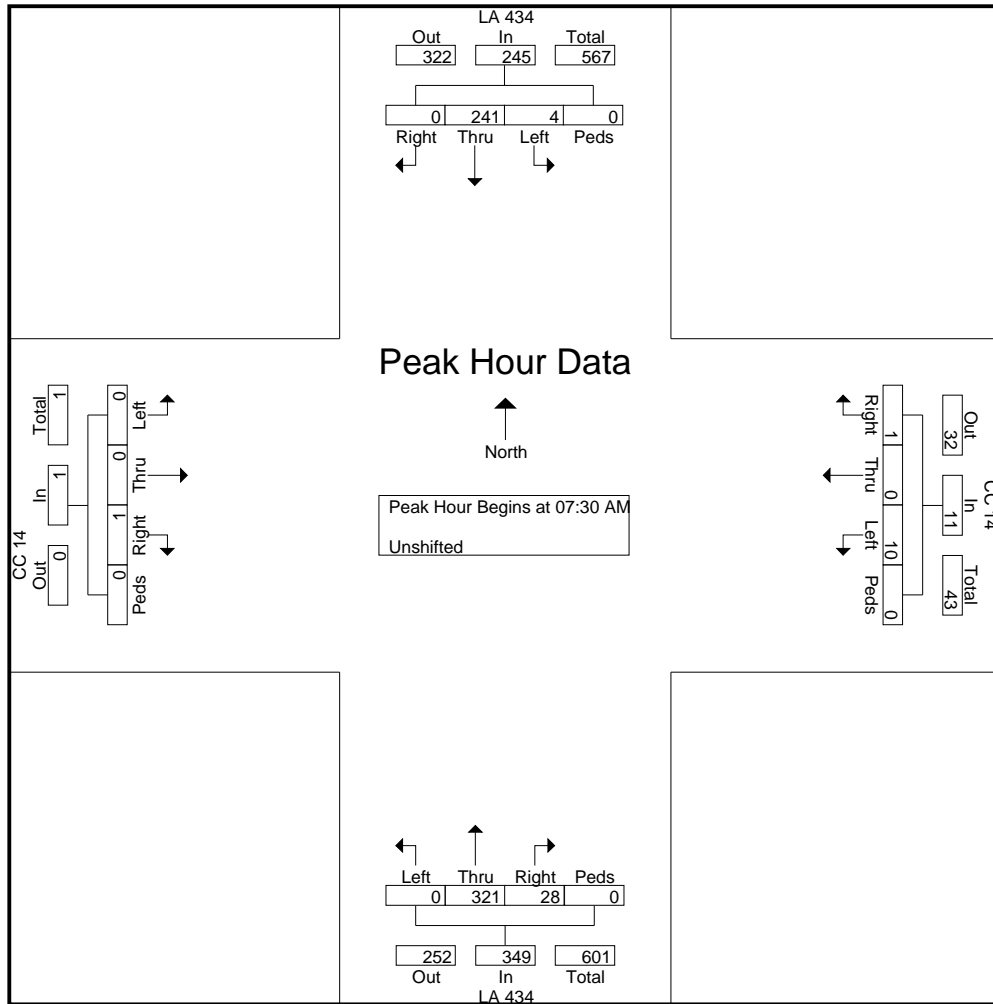 LA 434
Out In Total
322 245 567
0 241 4 0
Right Thru Left Peds
Peak Hour Data
North
Peak Hour Begins at 07:30 AM
Unshifted
CC 14
Out In Total
0 1 1
Left Thru Right Peds
0 0 1 0
CC 14
Out In Total
32 11 43
Right Thru Left Peds
1 0 10 0
Left Thru Right Peds
0 321 28 0
252 349 601
Out In Total
LA 434